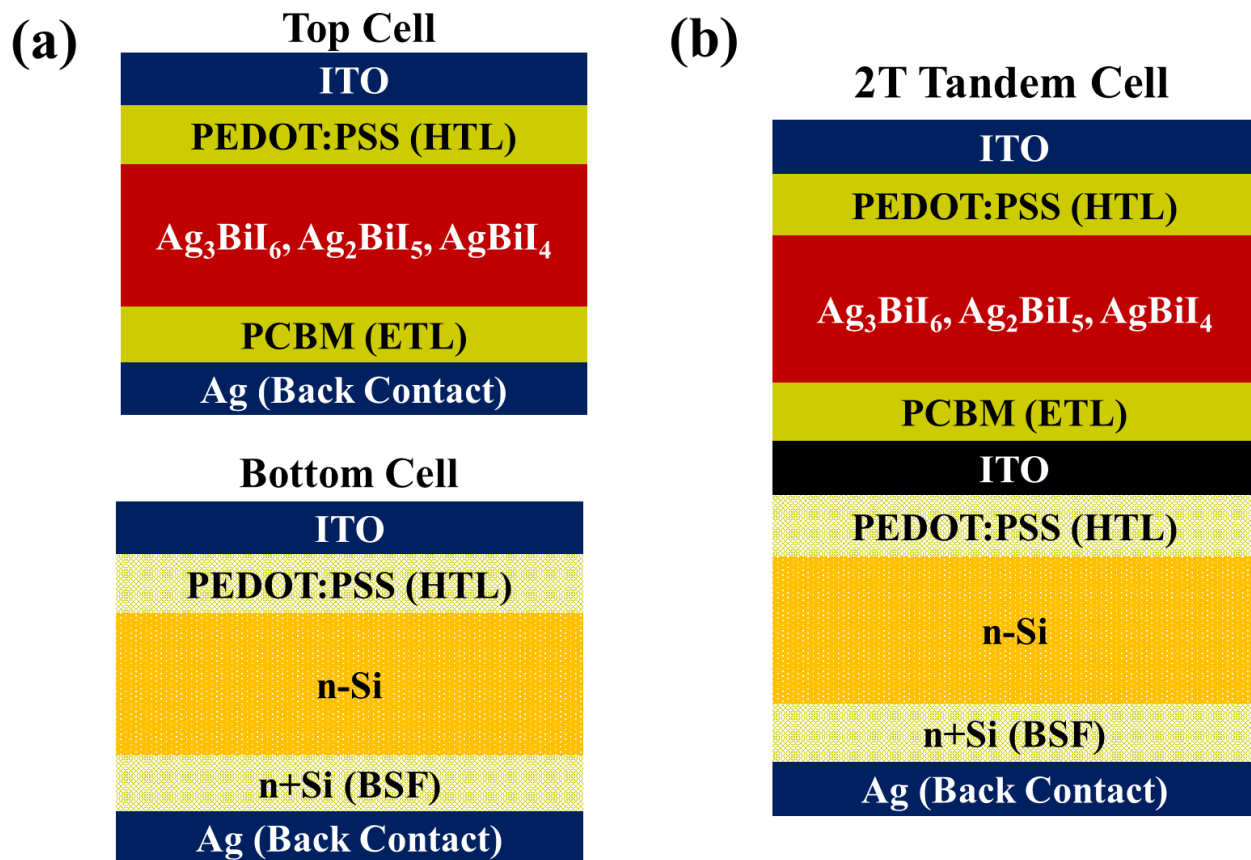 (a)
Top Cell
ITO
PEDOT:PSS (HTL)
Ag₃BiI₆, Ag₂BiI₅, AgBiI₄
PCBM (ETL)
Ag (Back Contact)
Bottom Cell
ITO
PEDOT:PSS (HTL)
n-Si
n+Si (BSF)
Ag (Back Contact)
(b)
2T Tandem Cell
ITO
PEDOT:PSS (HTL)
Ag₃BiI₆, Ag₂BiI₅, AgBiI₄
PCBM (ETL)
ITO
PEDOT:PSS (HTL)
n-Si
n+Si (BSF)
Ag (Back Contact)